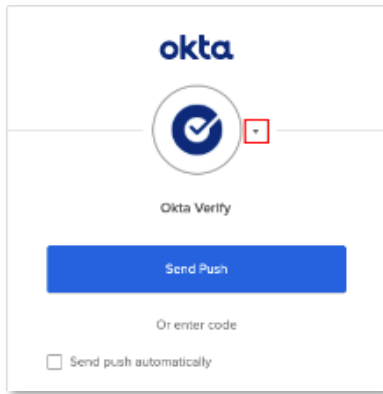 okta
Okta Verify
Send Push
Or enter code
Send push automatically